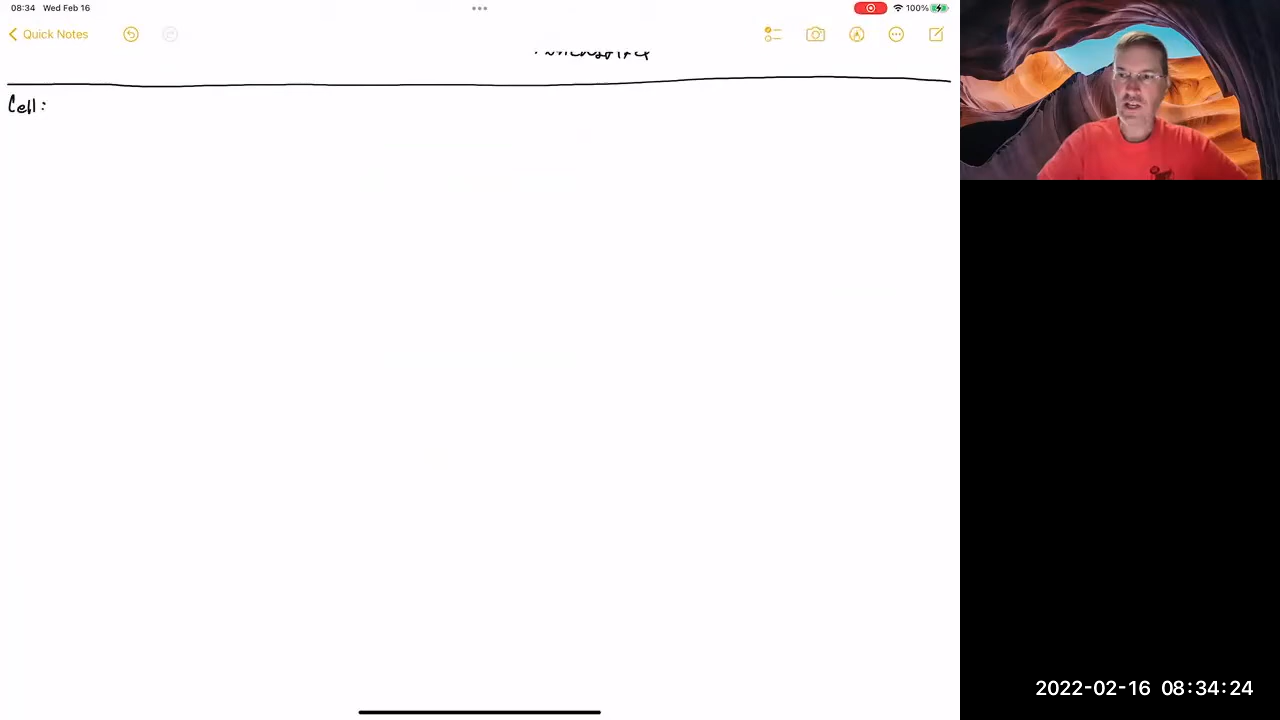 08:34 Wed Feb 16
100%
Quick Notes
Cell:
2022-02-16 08:34:24